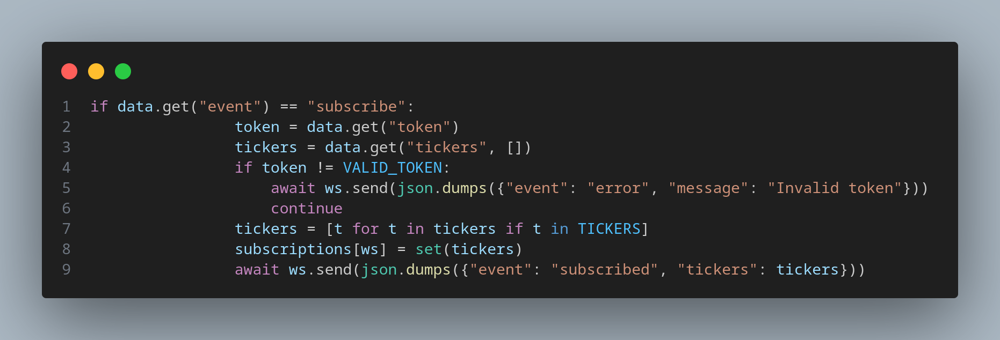 1 if data.get("event") == "subscribe":
2                 token = data.get("token")
3                 tickers = data.get("tickers", [])
4                 if token != VALID_TOKEN:
5                     await ws.send(json.dumps({"event": "error", "message": "Invalid token"}))
6                     continue
7                 tickers = [t for t in tickers if t in TICKERS]
8                 subscriptions[ws] = set(tickers)
9                 await ws.send(json.dumps({"event": "subscribed", "tickers": tickers}))